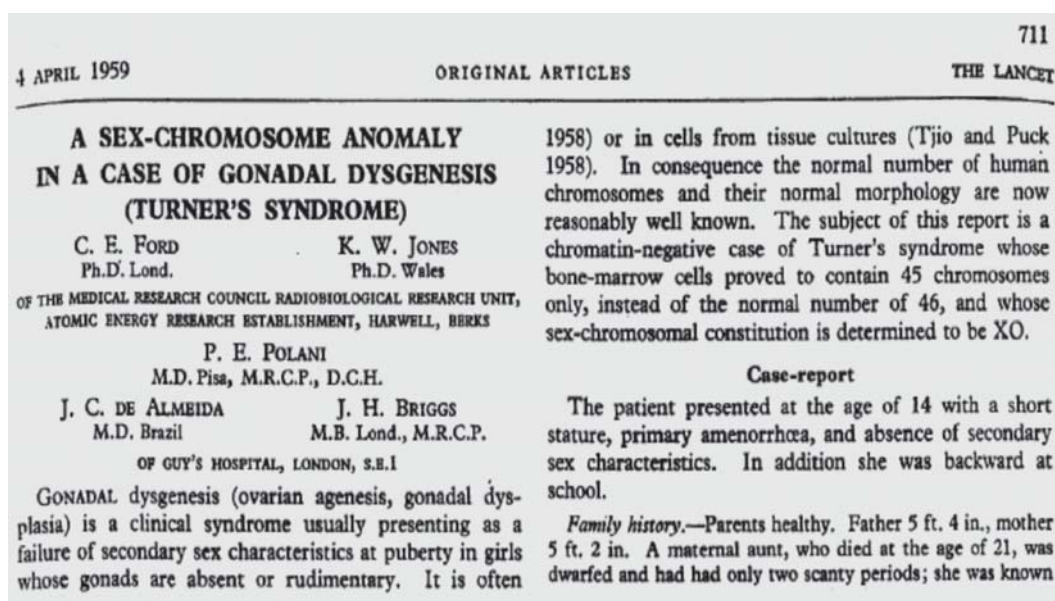 711
4 APRIL 1959
ORIGINAL ARTICLES
THE LANCET
A SEX-CHROMOSOME ANOMALY
IN A CASE OF GONADAL DYSGENESIS
(TURNER'S SYNDROME)
C. E. FORD K. W. JONES
Ph.D. Lond. Ph.D. Wales
OF THE MEDICAL RESEARCH COUNCIL RADIOBIOLOGICAL RESEARCH UNIT,
ATOMIC ENERGY RESEARCH ESTABLISHMENT, HARWELL, BERKS
P. E. POLANI
M.D. Pisa, M.R.C.P., D.C.H.
J. C. DE ALMEIDA J. H. BRIGGS
M.D. Brazil M.B. Lond., M.R.C.P.
OF GUY'S HOSPITAL, LONDON, S.E.1
GONADAL dysgenesis (ovarian agenesis, gonadal dys-
plasia) is a clinical syndrome usually presenting as a
failure of secondary sex characteristics at puberty in girls
whose gonads are absent or rudimentary. It is often
1958) or in cells from tissue cultures (Tjio and Puck
1958). In consequence the normal number of human
chromosomes and their normal morphology are now
reasonably well known. The subject of this report is a
chromatin-negative case of Turner's syndrome whose
bone-marrow cells proved to contain 45 chromosomes
only, instead of the normal number of 46, and whose
sex-chromosomal constitution is determined to be XO.
Case-report
The patient presented at the age of 14 with a short
stature, primary amenorrhœa, and absence of secondary
sex characteristics. In addition she was backward at
school.
Family history.—Parents healthy. Father 5 ft. 4 in., mother
5 ft. 2 in. A maternal aunt, who died at the age of 21, was
dwarfed and had had only two scanty periods; she was known